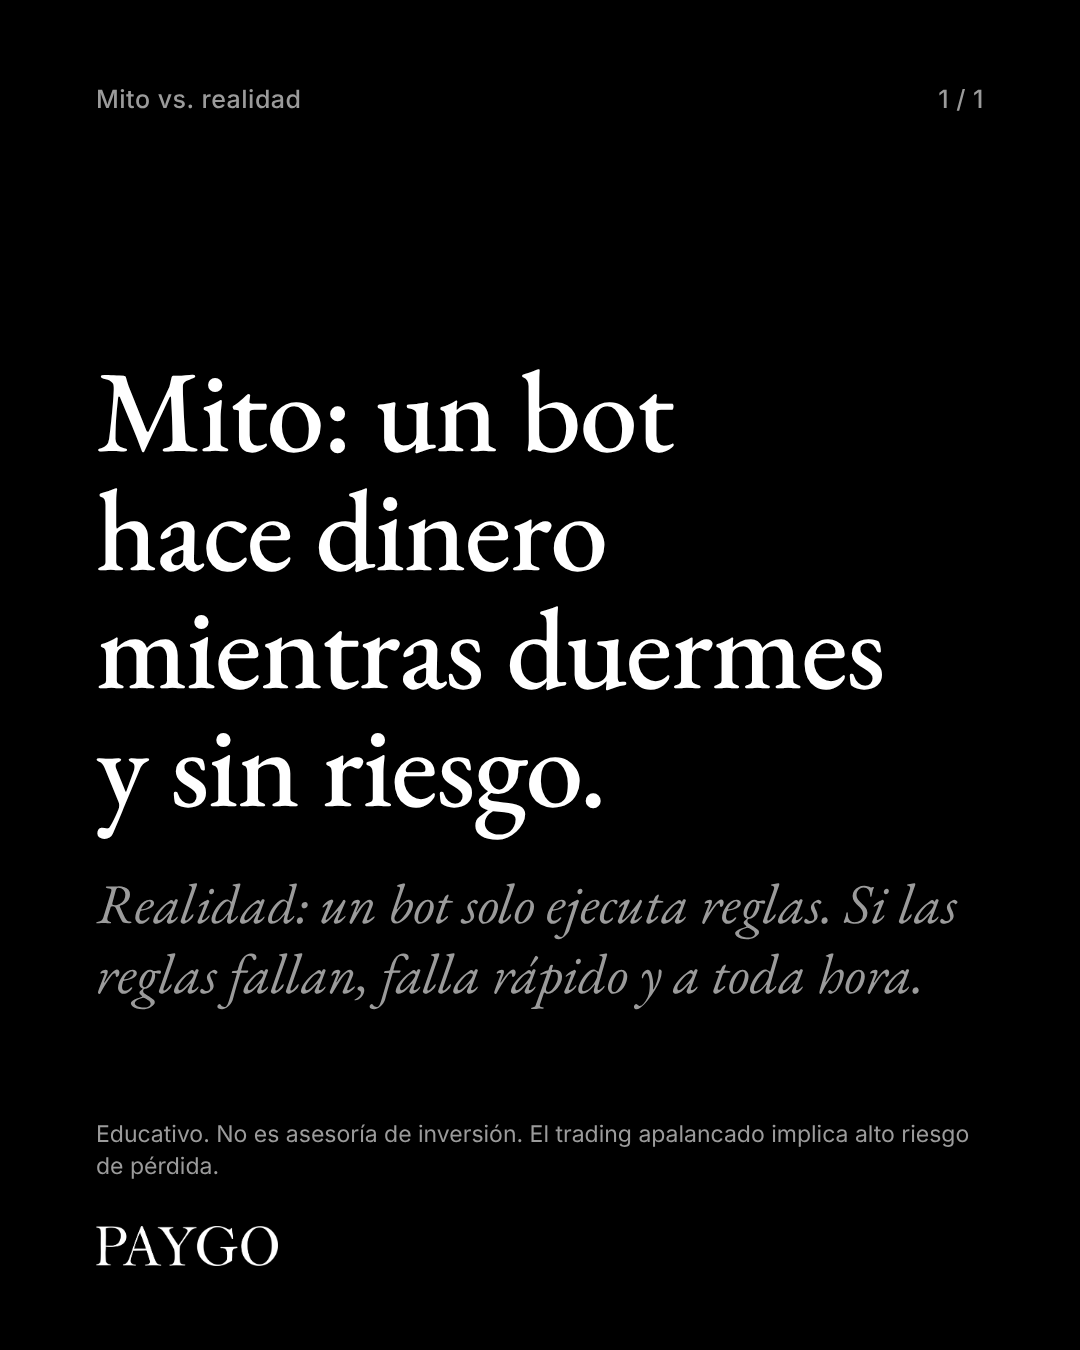 Mito vs. realidad
1 / 1
Mito: un bot
hace dinero
mientras duermes
y sin riesgo.
Realidad: un bot solo ejecuta reglas. Si las
reglas fallan, falla rápido y a toda hora.
Educativo. No es asesoría de inversión. El trading apalancado implica alto riesgo
de pérdida.
PAYGO